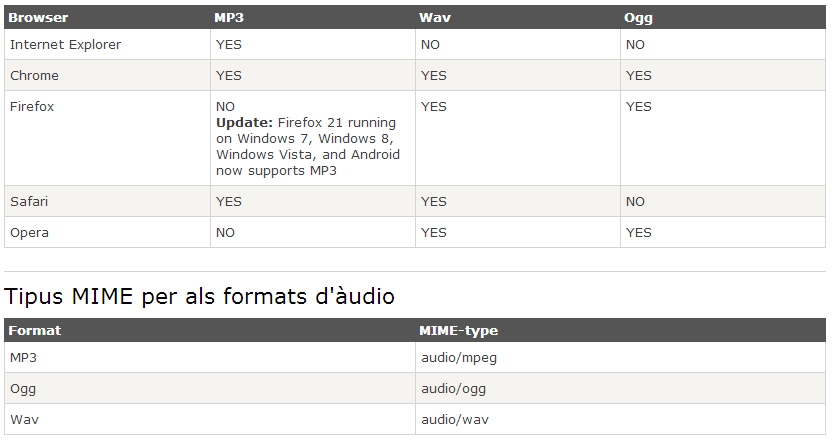 Browser MP3 Wav Ogg
Internet Explorer YES NO NO
Chrome YES YES YES
Firefox NO YES YES
Update: Firefox 21 running
on Windows 7, Windows 8,
Windows Vista, and Android
now supports MP3
Safari YES YES NO
Opera NO YES YES
Tipus MIME per als formats d'àudio
Format MIME-type
MP3 audio/mpeg
Ogg audio/ogg
Wav audio/wav